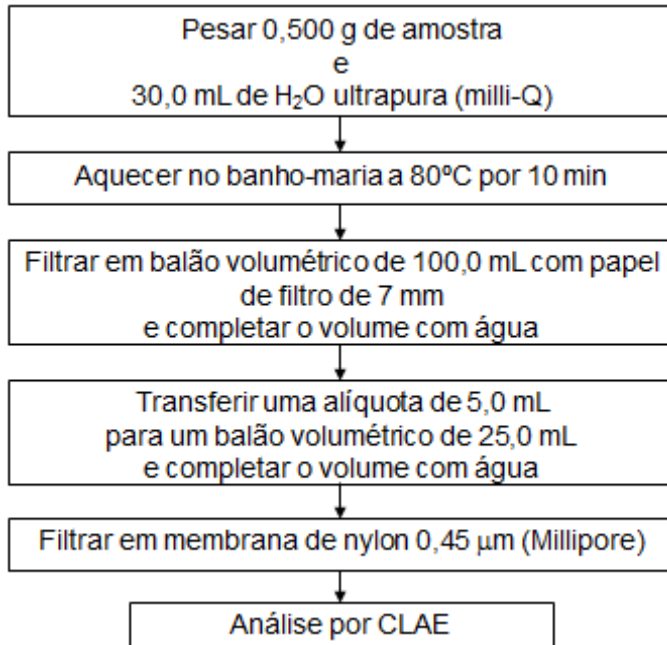 Pesar 0,500 g de amostra
e
30,0 mL de H₂O ultrapura (milli-Q)
Aquecer no banho-maria a 80ºC por 10 min
Filtrar em balão volumétrico de 100,0 mL com papel
de filtro de 7 mm
e completar o volume com água
Transferir uma alíquota de 5,0 mL
para um balão volumétrico de 25,0 mL
e completar o volume com água
Filtrar em membrana de nylon 0,45 μm (Millipore)
Análise por CLAE